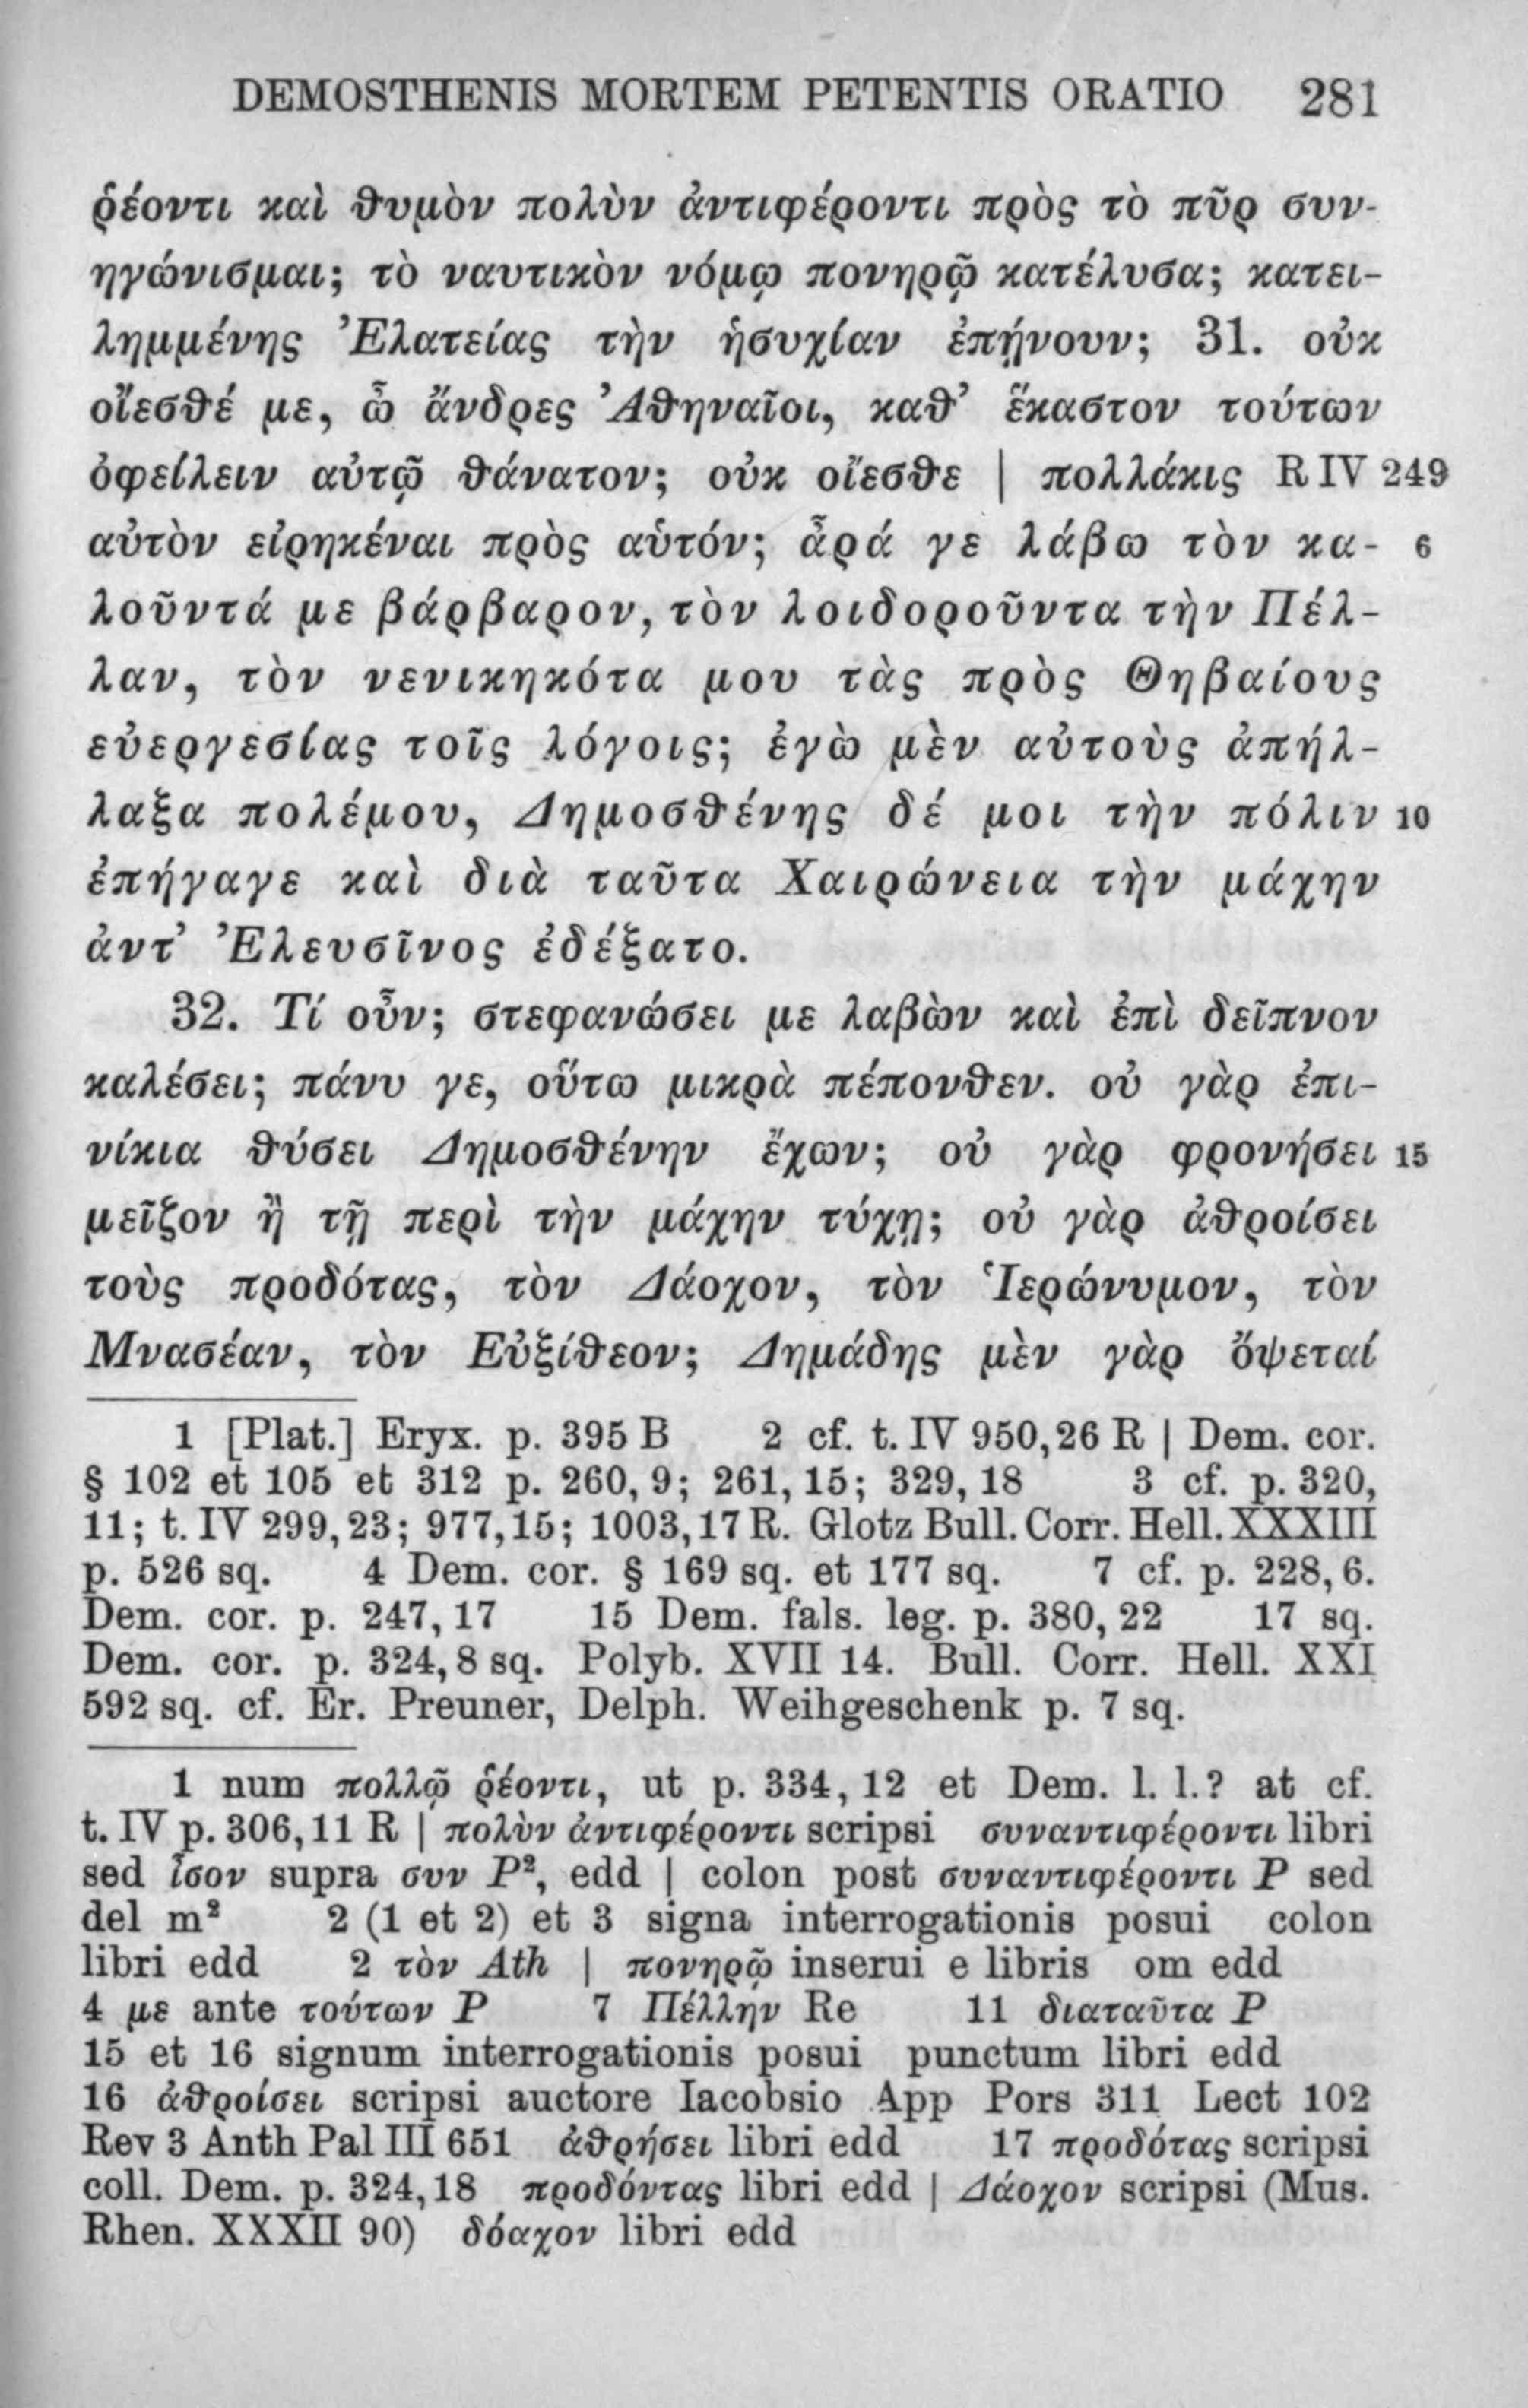 DEMOSTHENIS MORTEM PETENTIS ORATIO 281
ῥέοντι καὶ θυμὸν πολὺν ἀντιφέροντι πρὸς τὸ πῦρ συν-
ηγώνισμαι; τὸ ναυτικὸν νόμῳ πονηρῷ κατέλυσα; κατει-
λημμένης Ἐλατείας τὴν ἡσυχίαν ἐπῄνουν; 31. οὐκ
οἴεσθέ με, ὦ ἄνδρες Ἀθηναῖοι, καθ’ ἕκαστον τούτων
ὀφείλειν αὐτῷ θάνατον; οὐκ οἴεσθε | πολλάκις R IV 249
αὐτὸν εἰρηκέναι πρὸς αὑτόν; ἆρά γε λάβω τὸν κα- 6
λοῦντά με βάρβαρον, τὸν λοιδοροῦντα τὴν Πέλ-
λαν, τὸν νενικηκότα μου τὰς πρὸς Θηβαίους
εὐεργεσίας τοῖς λόγοις; ἐγὼ μὲν αὐτοὺς ἀπήλ-
λαξα πολέμου, Δημοσθένης δέ μοι τὴν πόλιν 10
ἐπήγαγε καὶ διὰ ταῦτα Χαιρώνεια τὴν μάχην
ἀντ’ Ἐλευσῖνος ἐδέξατο.
32. Τί οὖν; στεφανώσει με λαβὼν καὶ ἐπὶ δεῖπνον
καλέσει; πάνυ γε, οὕτω μικρὰ πέπονθεν. οὐ γὰρ ἐπι-
νίκια θύσει Δημοσθένην ἔχων; οὐ γὰρ φρονήσει 15
μεῖζον ἢ τῇ περὶ τὴν μάχην τύχῃ; οὐ γὰρ ἀθροίσει
τοὺς προδότας, τὸν Δάοχον, τὸν Ἱερώνυμον, τὸν
Μνασέαν, τὸν Εὐξίθεον; Δημάδης μὲν γὰρ ὄψεταί
1 [Plat.] Eryx. p. 395 B 2 cf. t. IV 950,26 R | Dem. cor.
§ 102 et 105 et 312 p. 260, 9; 261, 15; 329, 18 3 cf. p. 320,
11; t. IV 299,23; 977,15; 1003,17 R. Glotz Bull. Corr. Hell. XXXIII
p. 526 sq. 4 Dem. cor. § 169 sq. et 177 sq. 7 cf. p. 228, 6.
Dem. cor. p. 247, 17 15 Dem. fals. leg. p. 380, 22 17 sq.
Dem. cor. p. 324, 8 sq. Polyb. XVII 14. Bull. Corr. Hell. XXI
592 sq. cf. Er. Preuner, Delph. Weihgeschenk p. 7 sq.
1 num πολλῷ ῥέοντι, ut p. 334, 12 et Dem. l. l.? at cf.
t. IV p. 306, 11 R | πολὺν ἀντιφέροντι scripsi συναντιφέροντι libri
sed ἶσον supra συν P², edd | colon post συναντιφέροντι P sed
del m² 2 (1 et 2) et 3 signa interrogationis posui colon
libri edd 2 τὸν Ath | πονηρῷ inserui e libris om edd
4 με ante τούτων P 7 Πέλλην Re 11 διαταῦτα P
15 et 16 signum interrogationis posui punctum libri edd
16 ἀθροίσει scripsi auctore Iacobsio App Pors 311 Lect 102
Rev 3 Anth Pal III 651 ἀθρήσει libri edd 17 προδότας scripsi
coll. Dem. p. 324, 18 προδόντας libri edd | Δάοχον scripsi (Mus.
Rhen. XXXII 90) δόαχον libri edd